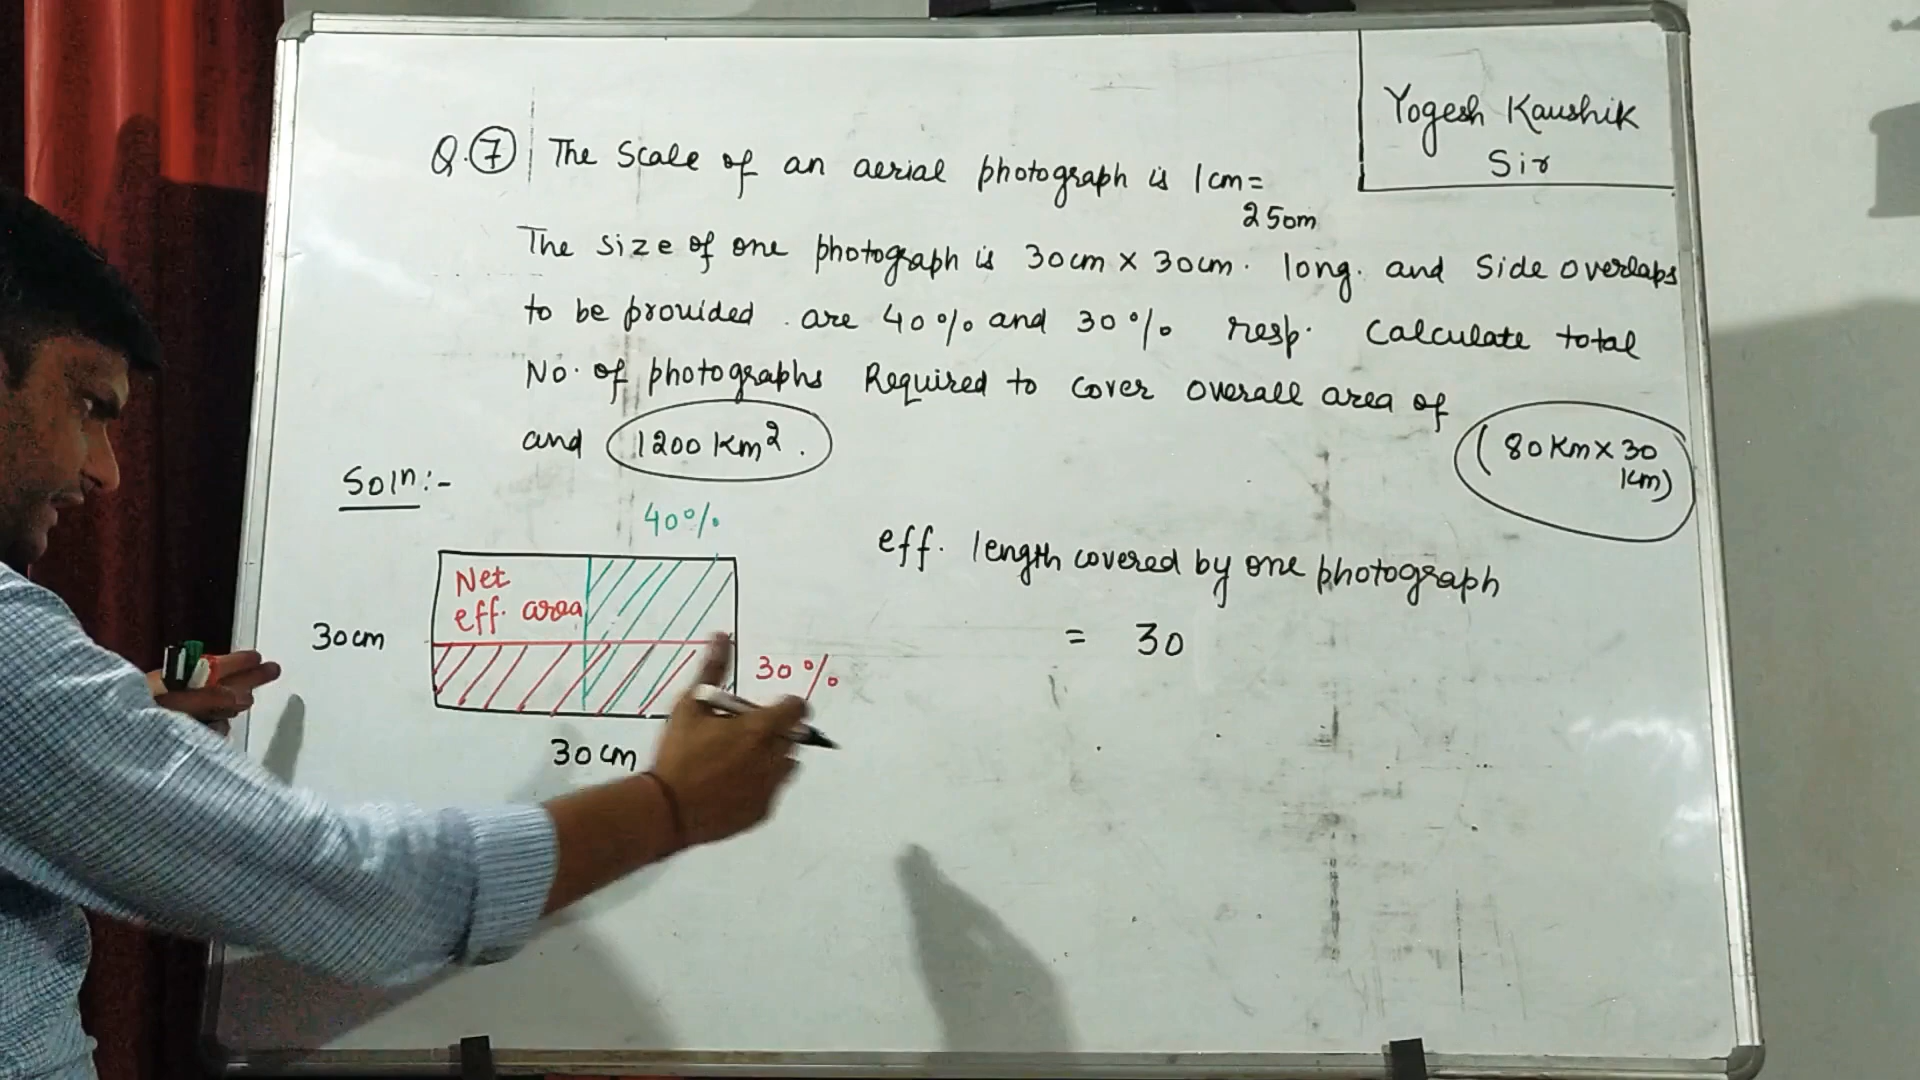 Yogesh Kaushik
Sir
Q.⑦ The Scale of an aerial photograph is 1cm=
250m
The size of one photograph is 30cm x 30cm. long. and Side overlaps
to be provided. are 40% and 30% resp. Calculate total
No. of photographs Required to cover overall area of
(80 Km x 30
Km)
and 1200 Km².
Soln:-
40%
Net
eff. area
30cm
30%
30cm
eff. length covered by one photograph
= 30